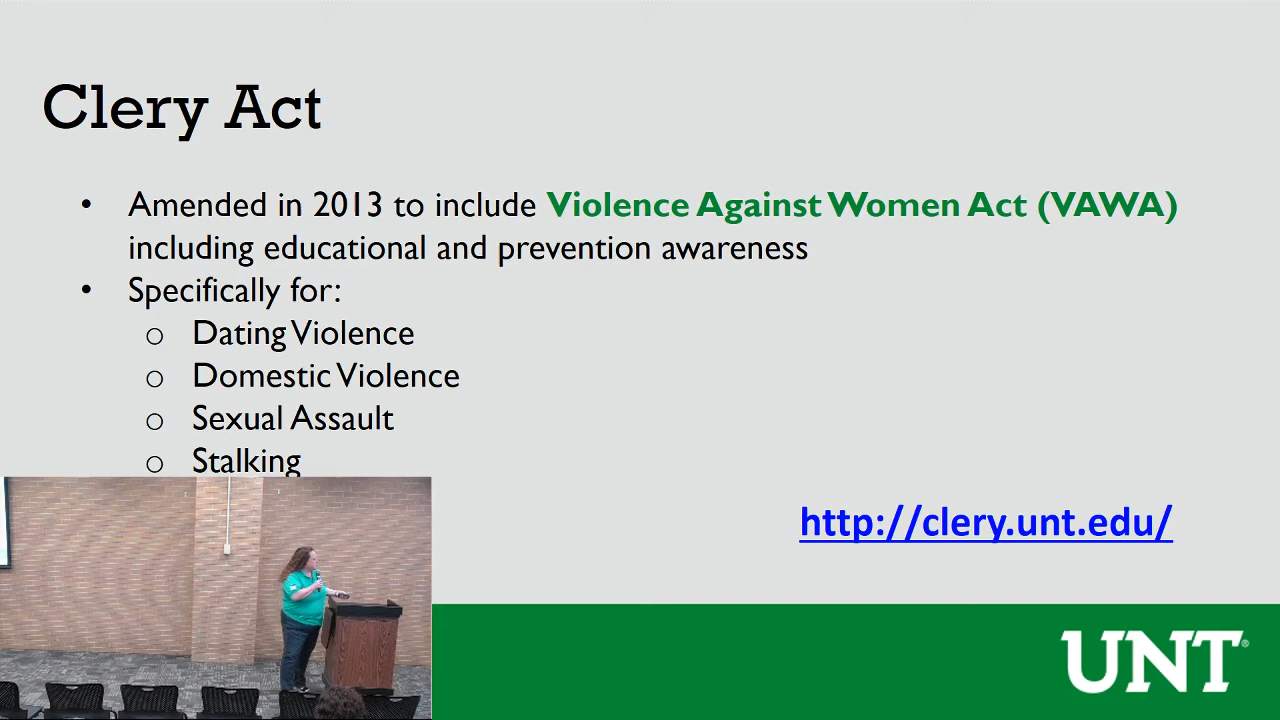 Clery Act
• Amended in 2013 to include Violence Against Women Act (VAWA)
including educational and prevention awareness
• Specifically for:
o Dating Violence
o Domestic Violence
o Sexual Assault
o Stalking
http://clery.unt.edu/
UNT®